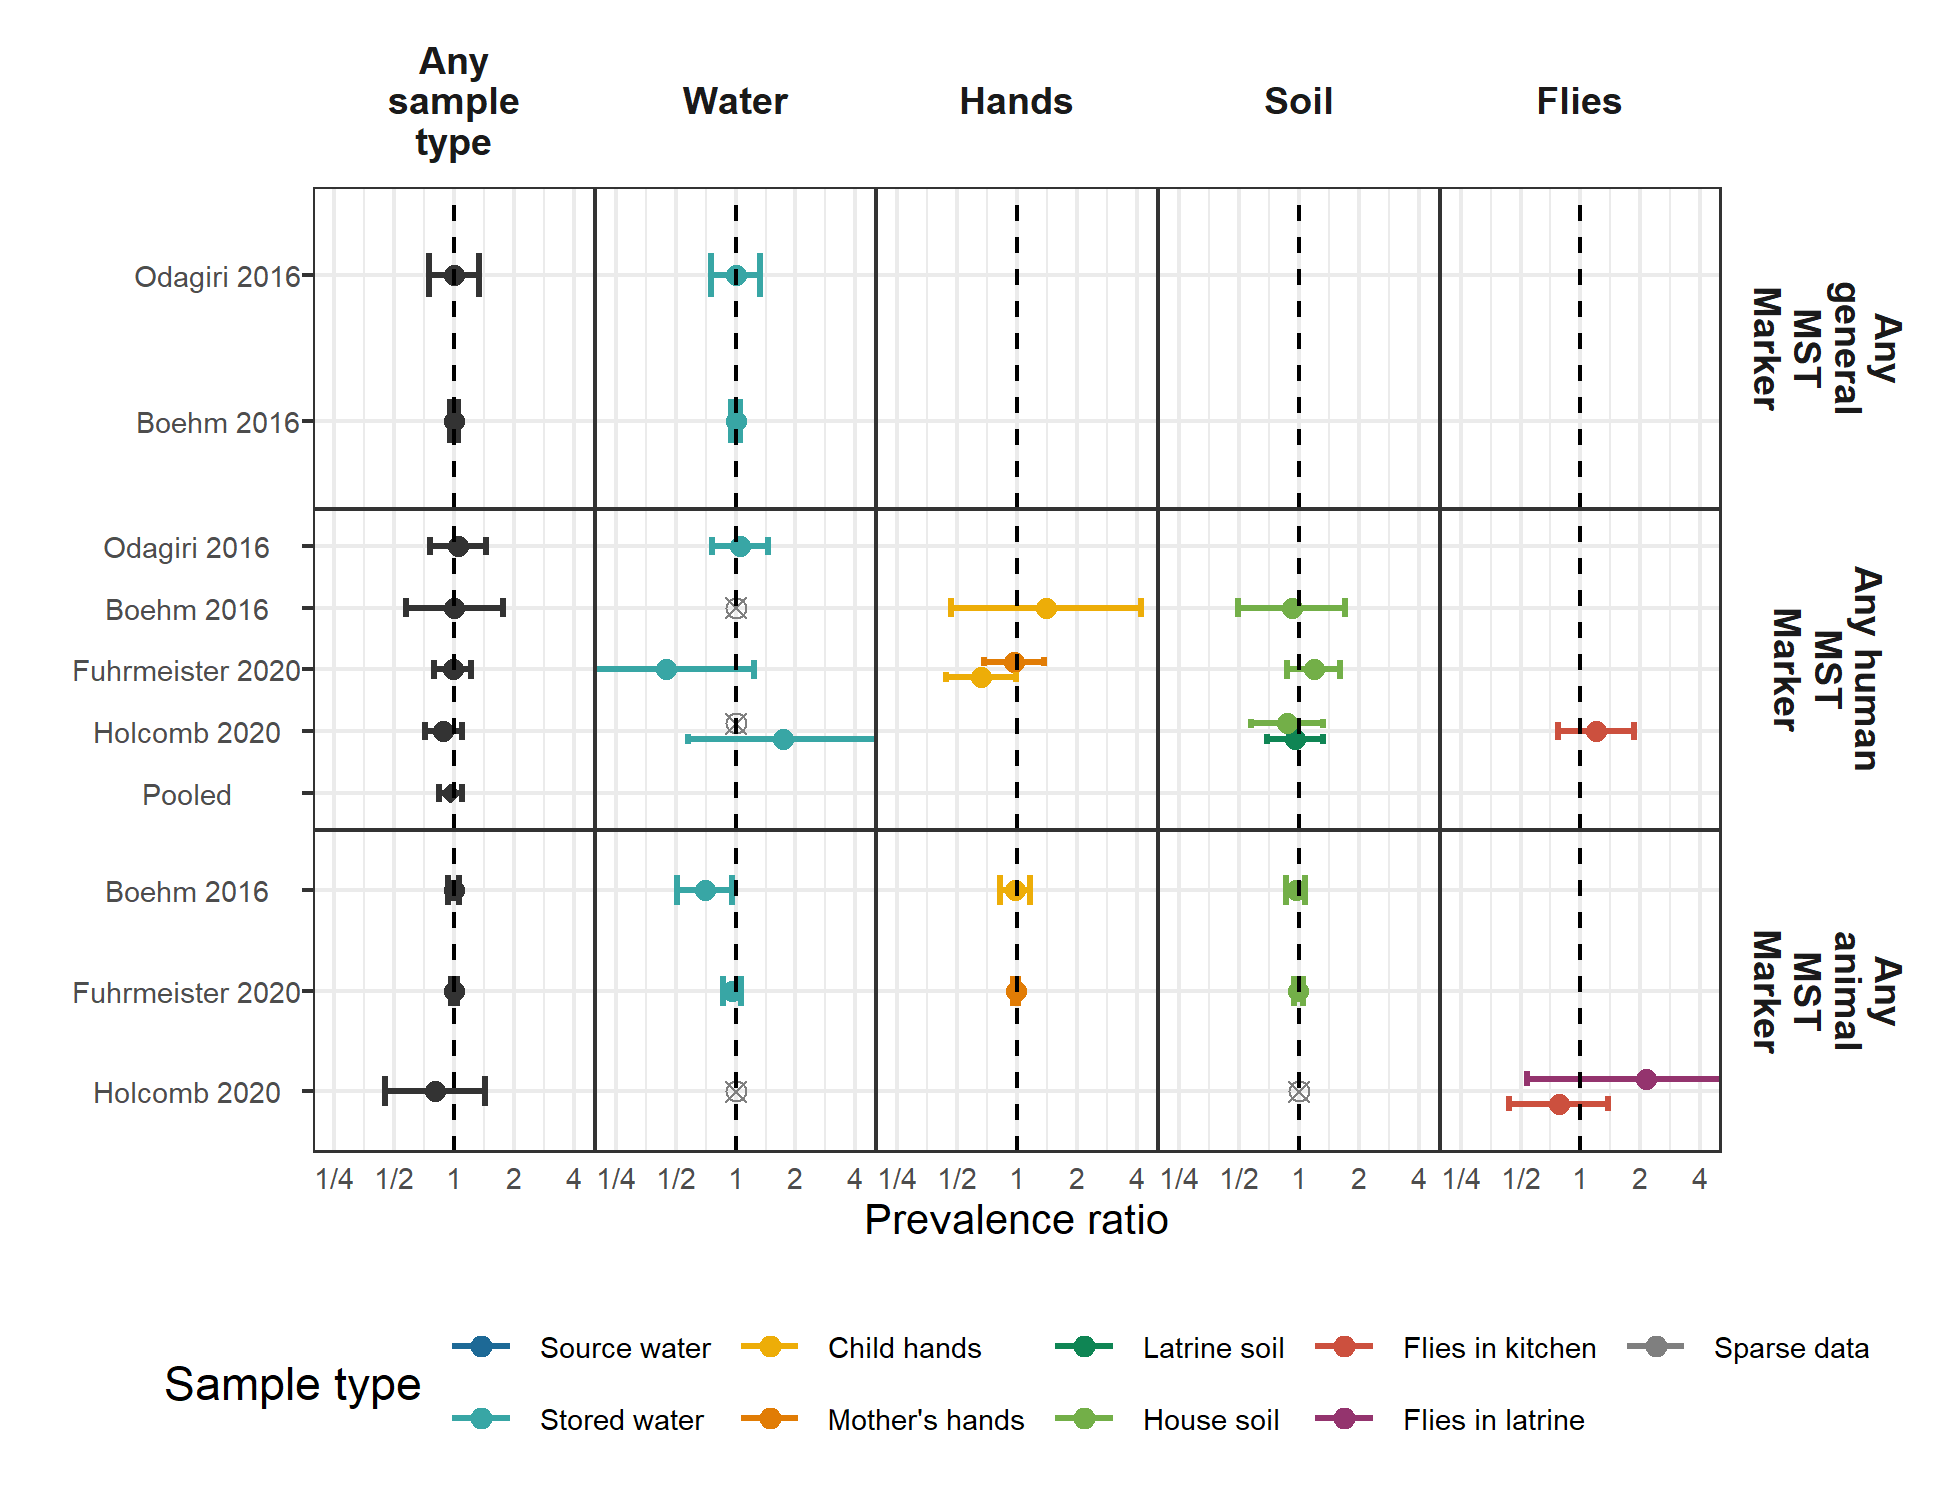 Any
sample
type
Water
Hands
Soil
Flies
Odagiri 2016
Boehm 2016
Any
general
MST
Marker
Odagiri 2016
Boehm 2016
Fuhrmeister 2020
Holcomb 2020
Pooled
Any human
MST
Marker
Boehm 2016
Fuhrmeister 2020
Holcomb 2020
Any
animal
MST
Marker
1/4 1/2 1 2 4 1/4 1/2 1 2 4 1/4 1/2 1 2 4 1/4 1/2 1 2 4 1/4 1/2 1 2 4
Prevalence ratio
Sample type
Source water Child hands Latrine soil Flies in kitchen Sparse data
Stored water Mother's hands House soil Flies in latrine